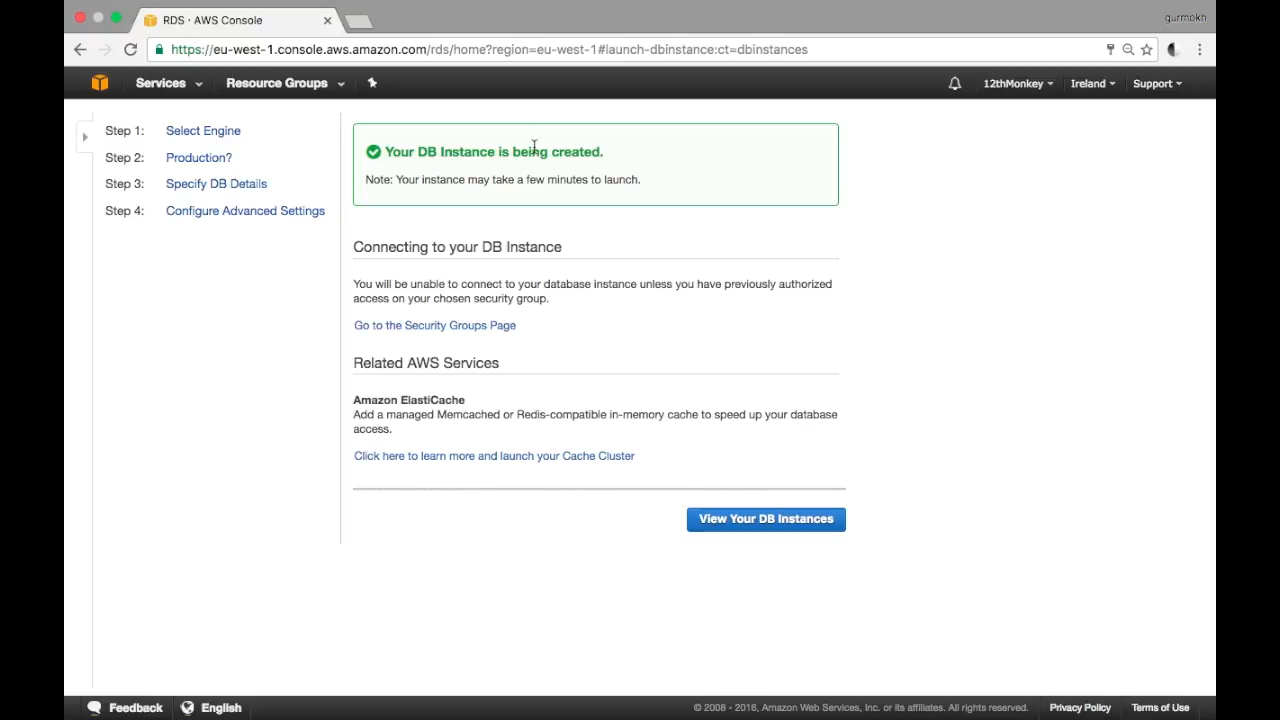 RDS · AWS Console
gurmokh
https://eu-west-1.console.aws.amazon.com/rds/home?region=eu-west-1#launch-dbinstance:ct=dbinstances
Services
Resource Groups
12thMonkey
Ireland
Support
Step 1: Select Engine
Step 2: Production?
Step 3: Specify DB Details
Step 4: Configure Advanced Settings
Your DB Instance is being created.
Note: Your instance may take a few minutes to launch.
Connecting to your DB Instance
You will be unable to connect to your database instance unless you have previously authorized
access on your chosen security group.
Go to the Security Groups Page
Related AWS Services
Amazon ElastiCache
Add a managed Memcached or Redis-compatible in-memory cache to speed up your database
access.
Click here to learn more and launch your Cache Cluster
View Your DB Instances
Feedback
English
© 2008 - 2016, Amazon Web Services, Inc. or its affiliates. All rights reserved.
Privacy Policy
Terms of Use